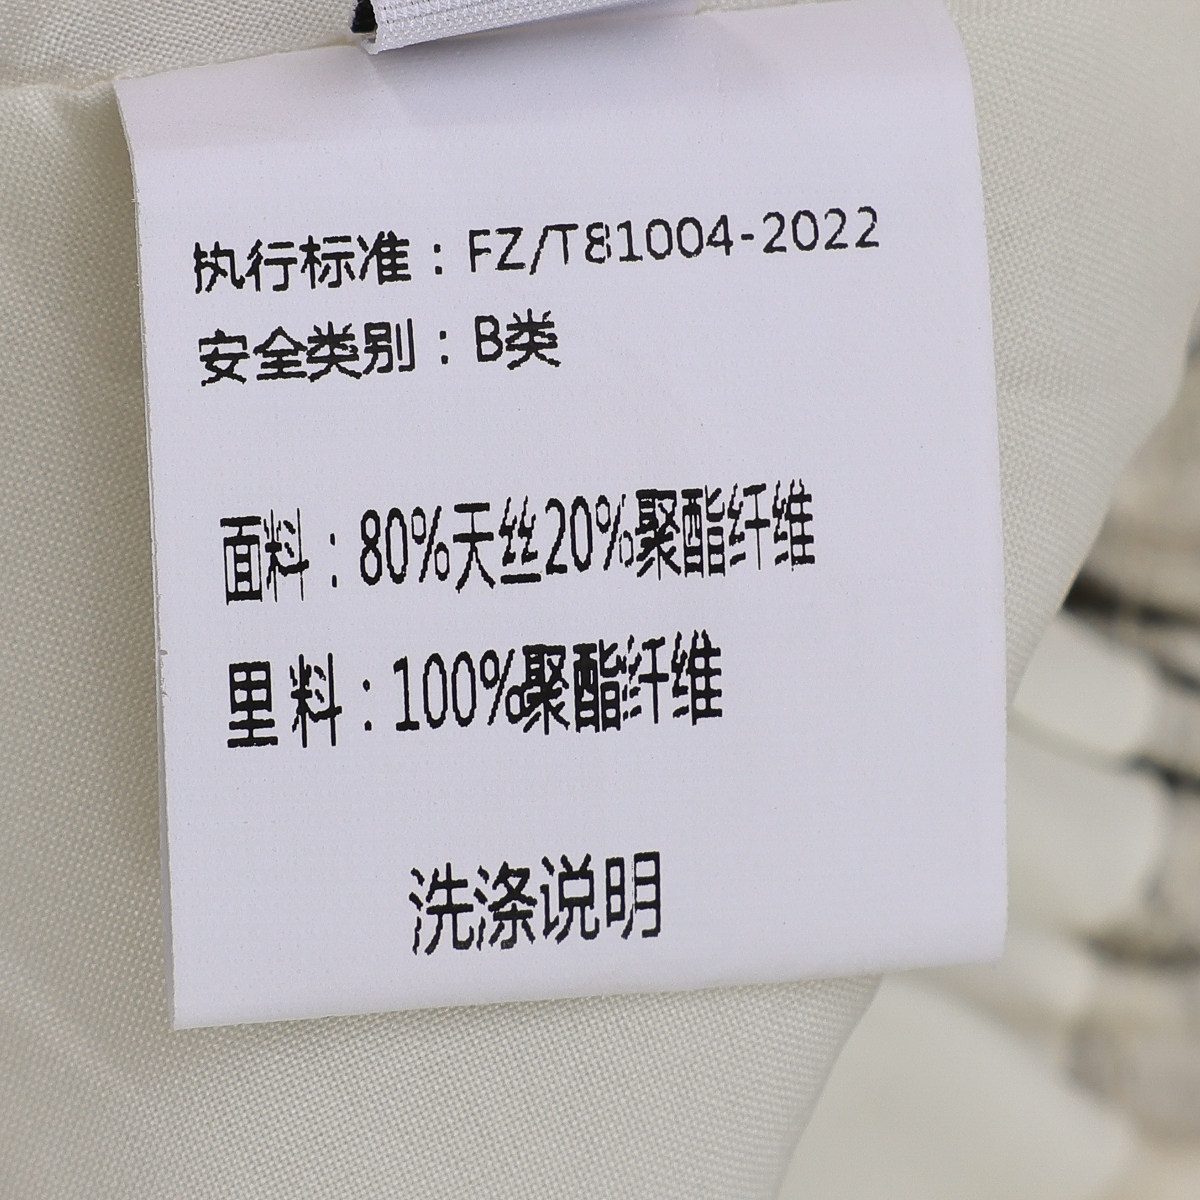 执行标准：FZ/T81004-2022
安全类别：B类
面料：80%天丝20%聚酯纤维
里料：100%聚酯纤维
洗涤说明